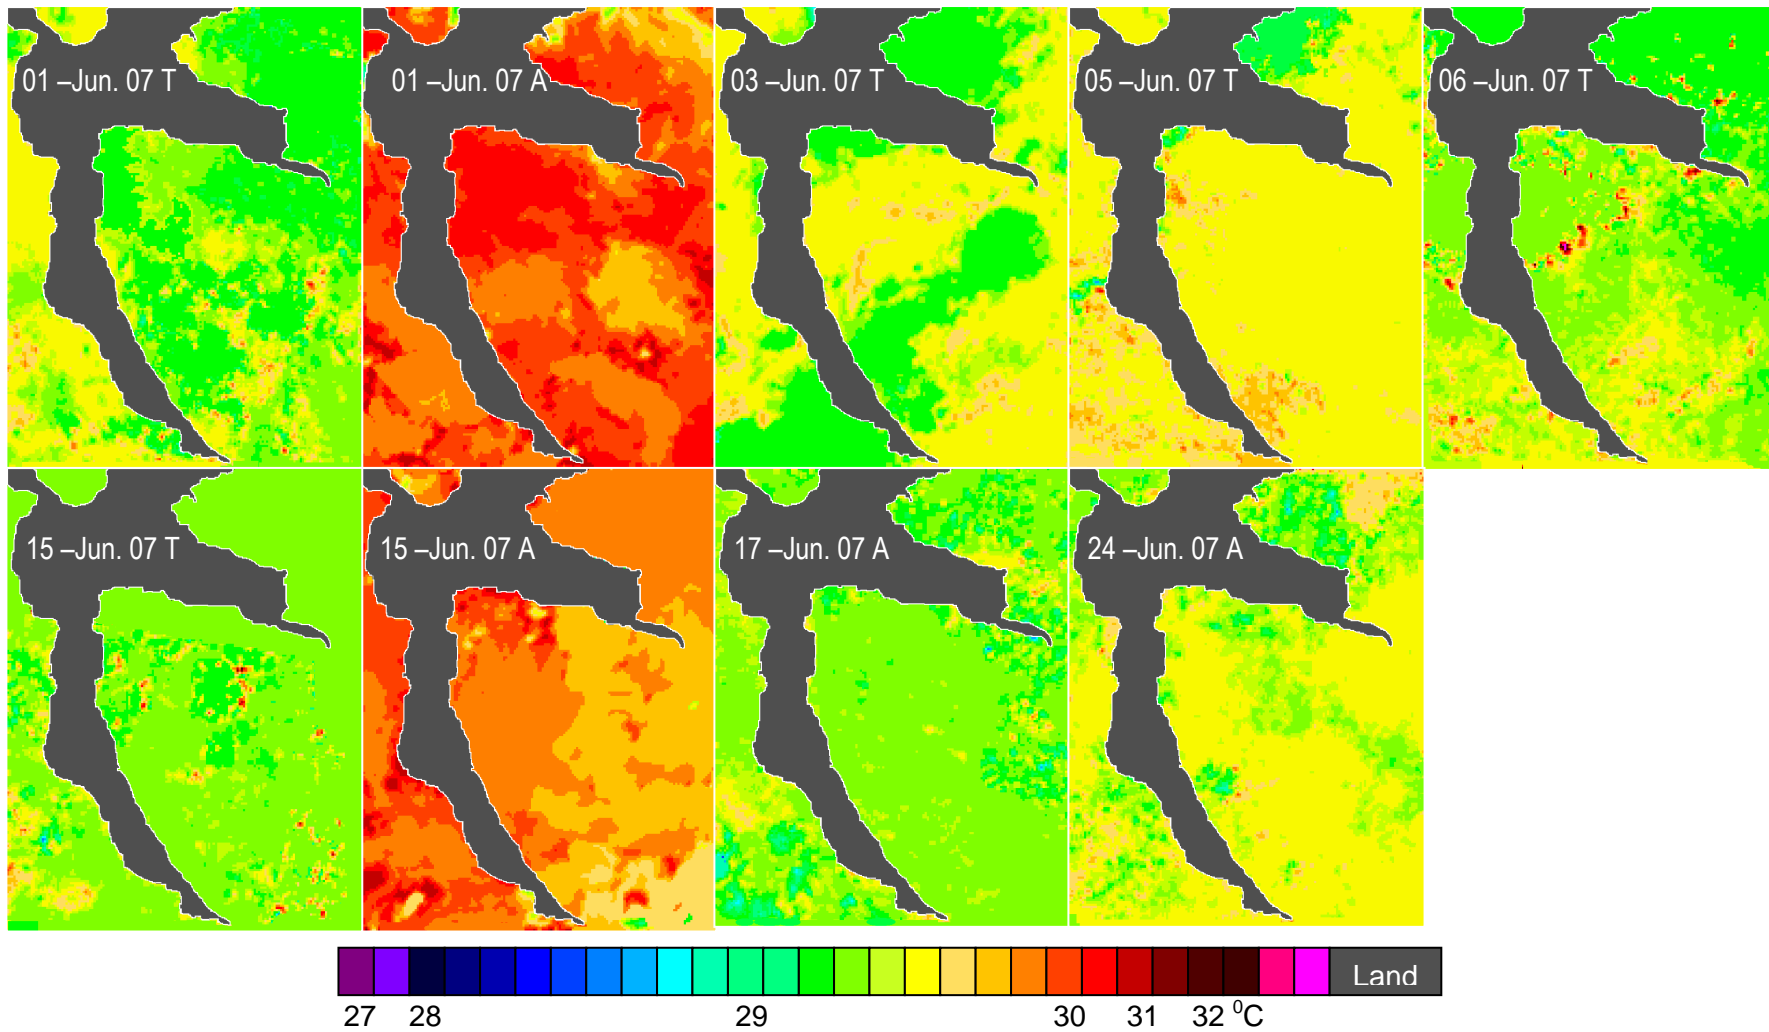 01 –Jun. 07 T
01 –Jun. 07 A
03 –Jun. 07 T
05 –Jun. 07 T
06 –Jun. 07 T
15 –Jun. 07 T
15 –Jun. 07 A
17 –Jun. 07 A
24 –Jun. 07 A
Land
27 28 29 30 31 32 ⁰C